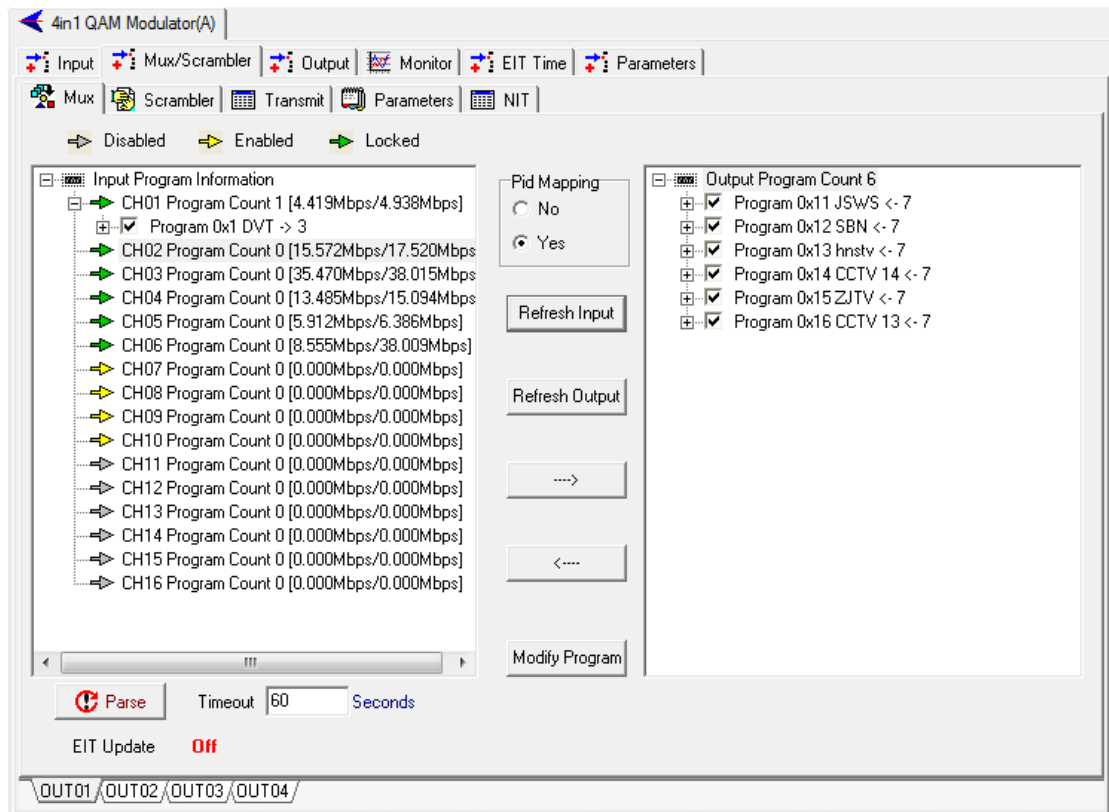 4in1 QAM Modulator(A)
Input Mux/Scrambler Output Monitor EIT Time Parameters
Mux Scrambler Transmit Parameters NIT
Disabled Enabled Locked
Input Program Information
CH01 Program Count 1 [4.419Mbps/4.938Mbps]
Program 0x1 DVT -> 3
CH02 Program Count 0 [15.572Mbps/17.520Mbps
CH03 Program Count 0 [35.470Mbps/38.015Mbps
CH04 Program Count 0 [13.485Mbps/15.094Mbps
CH05 Program Count 0 [5.912Mbps/6.386Mbps]
CH06 Program Count 0 [8.555Mbps/38.009Mbps]
CH07 Program Count 0 [0.000Mbps/0.000Mbps]
CH08 Program Count 0 [0.000Mbps/0.000Mbps]
CH09 Program Count 0 [0.000Mbps/0.000Mbps]
CH10 Program Count 0 [0.000Mbps/0.000Mbps]
CH11 Program Count 0 [0.000Mbps/0.000Mbps]
CH12 Program Count 0 [0.000Mbps/0.000Mbps]
CH13 Program Count 0 [0.000Mbps/0.000Mbps]
CH14 Program Count 0 [0.000Mbps/0.000Mbps]
CH15 Program Count 0 [0.000Mbps/0.000Mbps]
CH16 Program Count 0 [0.000Mbps/0.000Mbps]
Pid Mapping
No
Yes
Refresh Input
Refresh Output
---->
<----
Modify Program
Output Program Count 6
Program 0x11 JSWS <- 7
Program 0x12 SBN <- 7
Program 0x13 hnstv <- 7
Program 0x14 CCTV 14 <- 7
Program 0x15 ZJTV <- 7
Program 0x16 CCTV 13 <- 7
Parse Timeout 60 Seconds
EIT Update Off
OUT01 OUT02 OUT03 OUT04